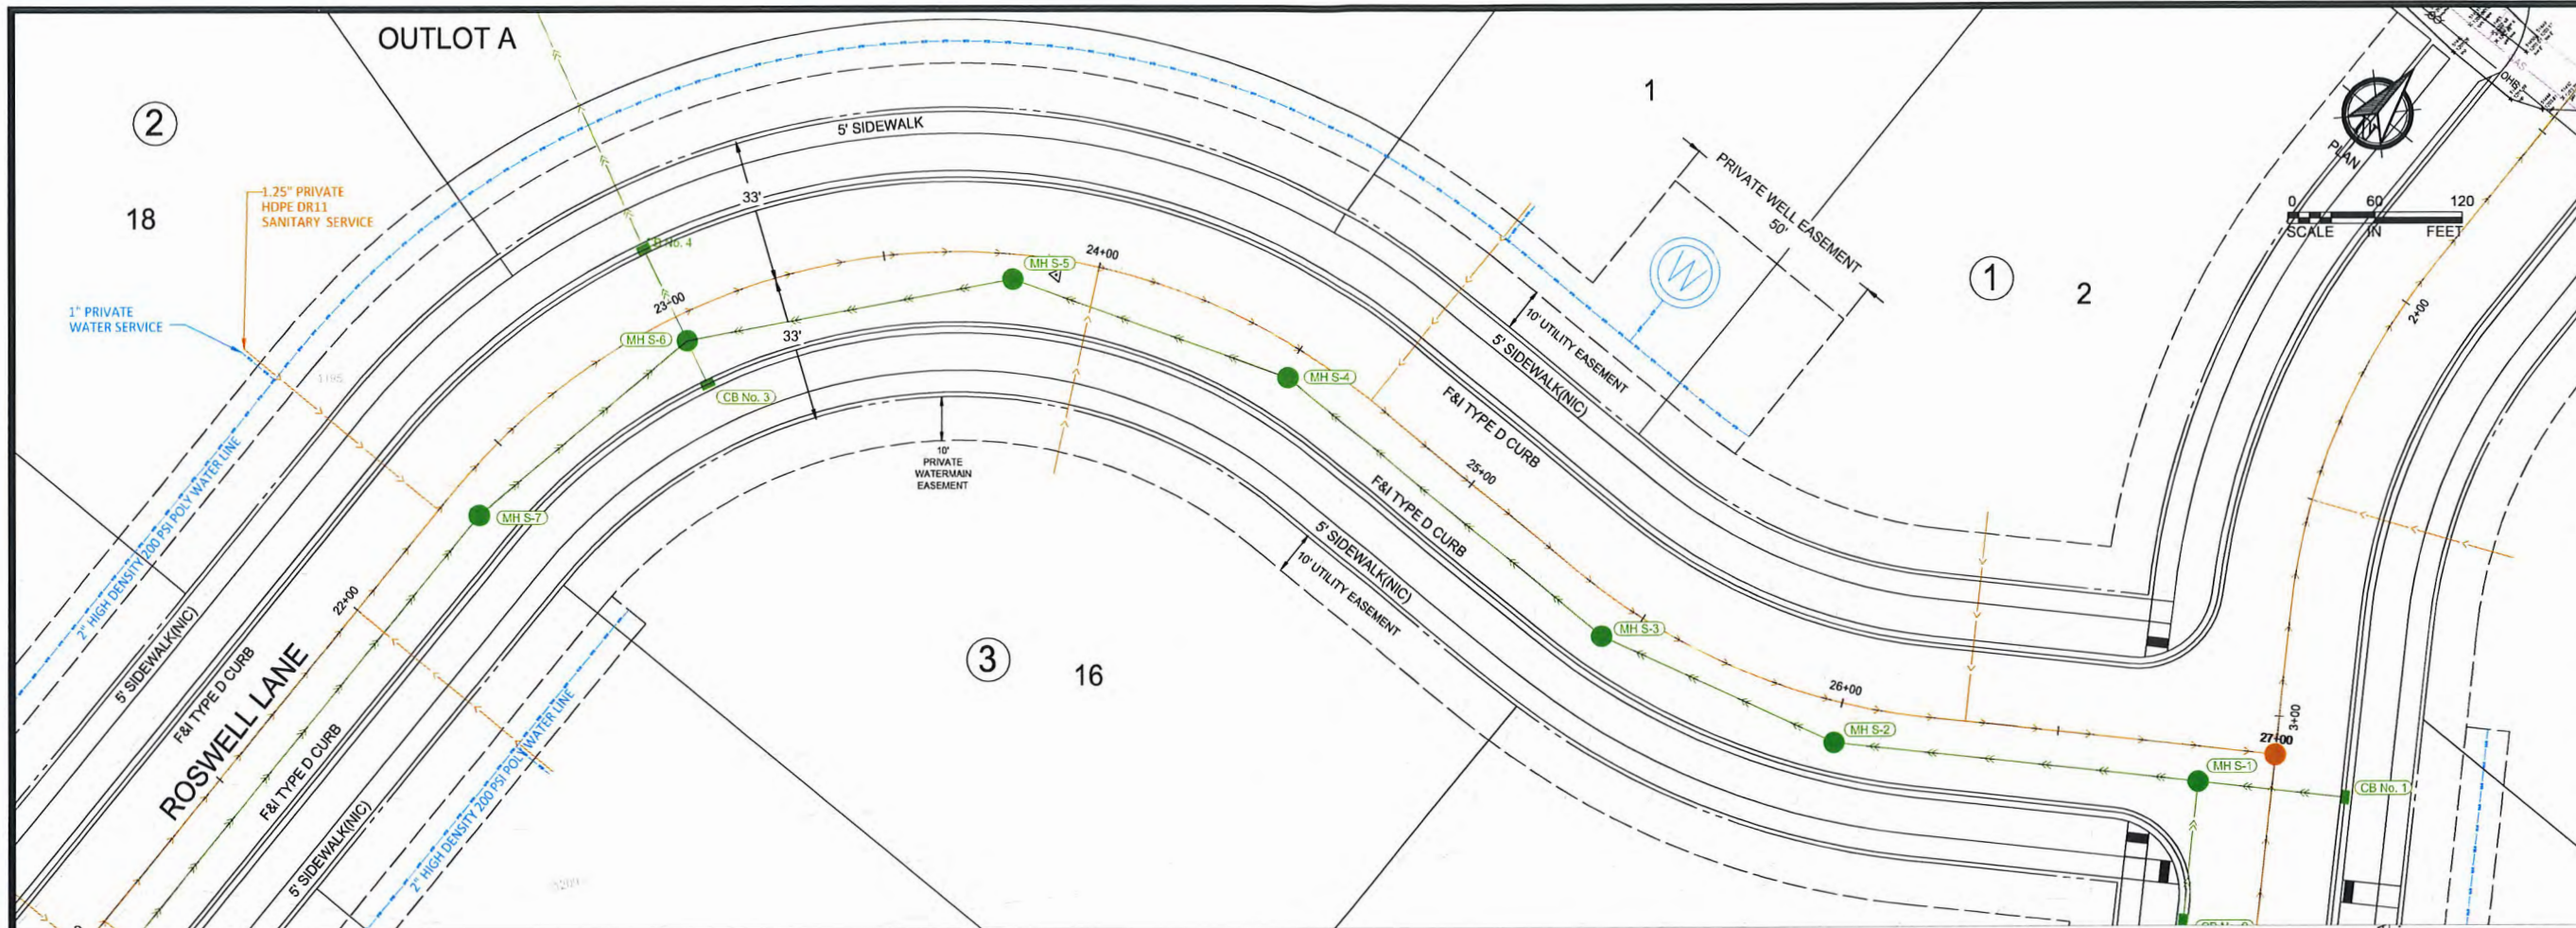 OUTLOT A
2
18
1.25" PRIVATE
HDPE DR11
SANITARY SERVICE
1" PRIVATE
WATER SERVICE
1195
2" HIGH DENSITY 200 PSI POLY WATER LINE
5' SIDEWALK(NIC)
F&I TYPE D CURB
ROSWELL LANE
22+00
F&I TYPE D CURB
5' SIDEWALK(NIC)
2" HIGH DENSITY 200 PSI POLY WATER LINE
5' SIDEWALK
33'
33'
23+00
MH S-6
MH S-7
CB No. 3
MH S-5
24+00
MH S-4
10'
PRIVATE
WATERMAIN
EASEMENT
3
16
1
PRIVATE WELL EASEMENT
50'
W
10' UTILITY EASEMENT
5' SIDEWALK(NIC)
F&I TYPE D CURB
25+00
F&I TYPE D CURB
5' SIDEWALK(NIC)
10' UTILITY EASEMENT
MH S-3
26+00
MH S-2
1
2
PLAN
0 60 120
SCALE IN FEET
2+00
3+00
27+00
MH S-1
CB No. 1
OHB